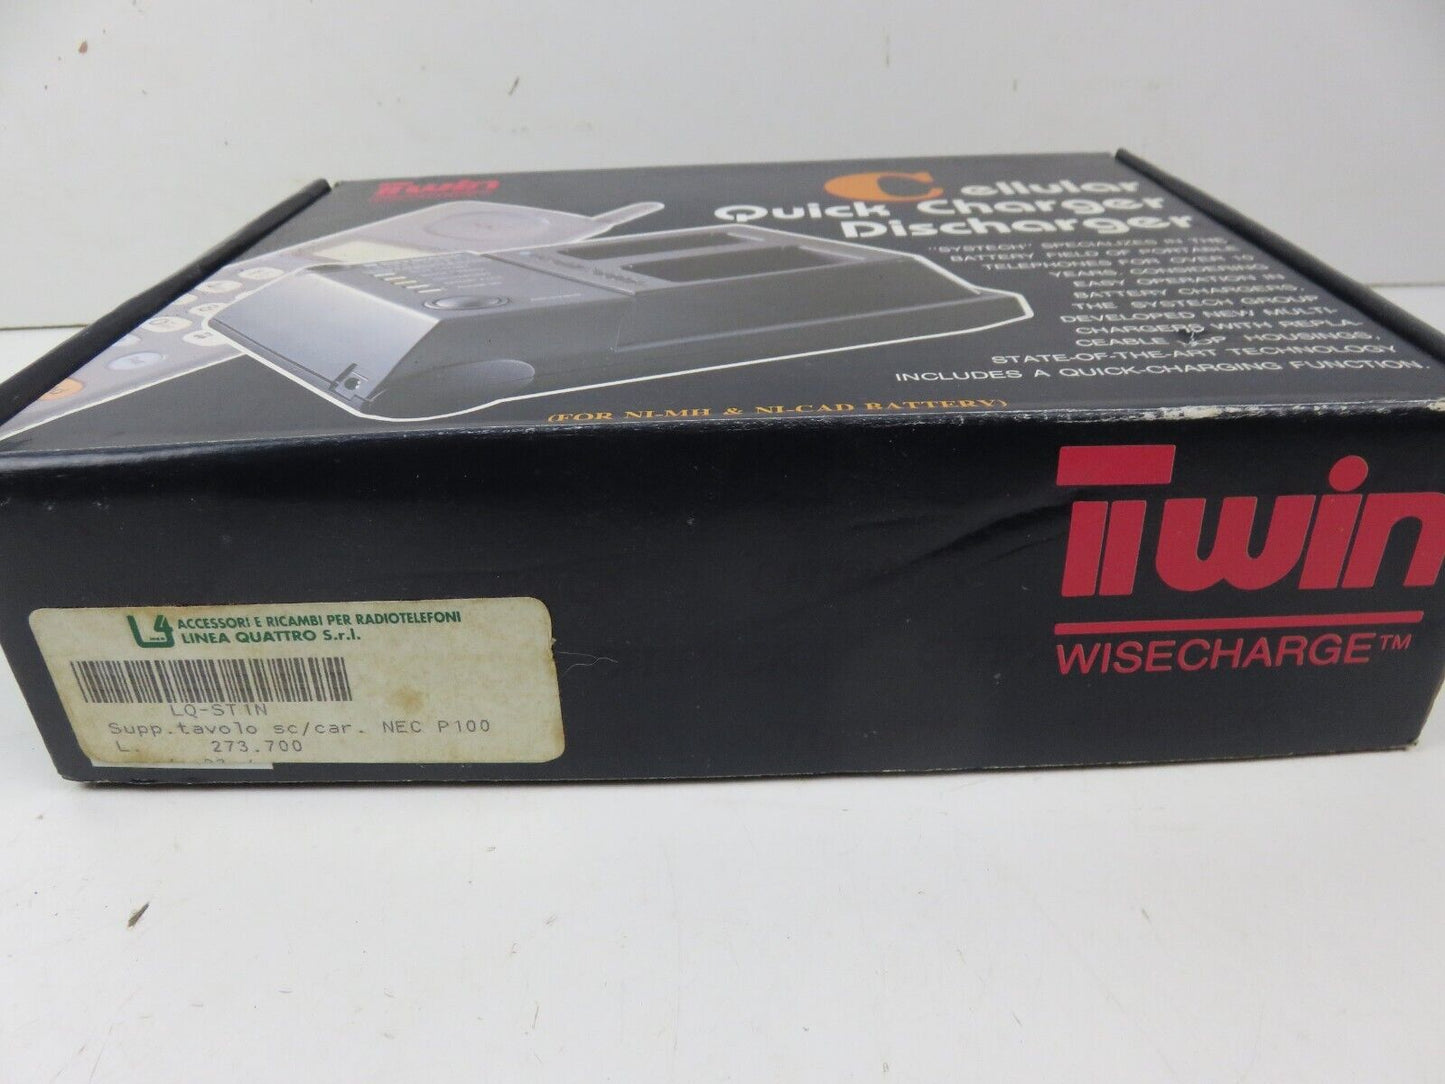 Twin
Cellular
Quick Charger
Discharger
"SYSTECH" SPECIALIZES IN THE
BATTERY FIELD OF PORTABLE
TELEPHONES FOR OVER 10
YEARS, CONSIDERING
EASY OPERATIONS
BATTERY CHARGERS,
THE SYSTECH GROUP
DEVELOPED NEW MULTI-
CHARGERS WITH REPLA-
CEABLE TOP HOUSINGS,
STATE-OF-THE-ART TECHNOLOGY
INCLUDES A QUICK-CHARGING FUNCTION.
(FOR NI-MH & NI-CAD BATTERY)
Twin
WISECHARGE™
L4 ACCESSORI E RICAMBI PER RADIOTELEFONI
LINEA QUATTRO S.r.l.
LQ-ST1N
Supp.tavolo sc/car. NEC P100
L. 273.700